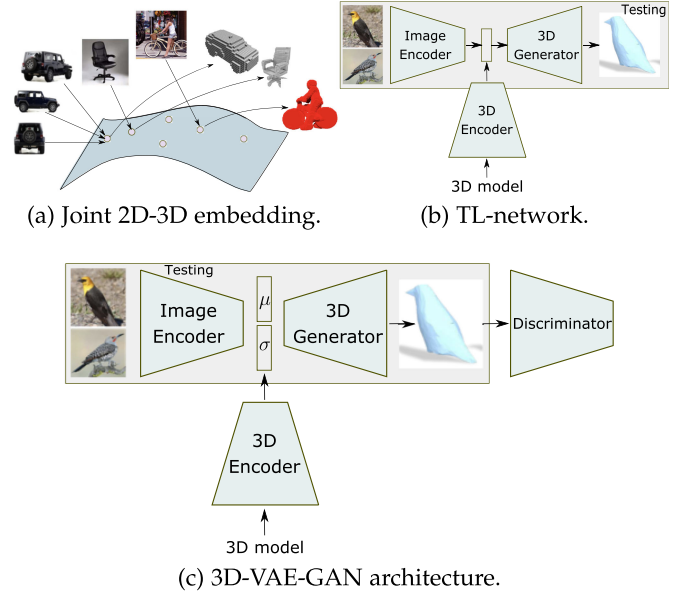 Testing
Image
Encoder
3D
Generator
3D
Encoder
3D model
(a) Joint 2D-3D embedding.
(b) TL-network.
Testing
Image
Encoder
μ
σ
3D
Generator
Discriminator
3D
Encoder
3D model
(c) 3D-VAE-GAN architecture.